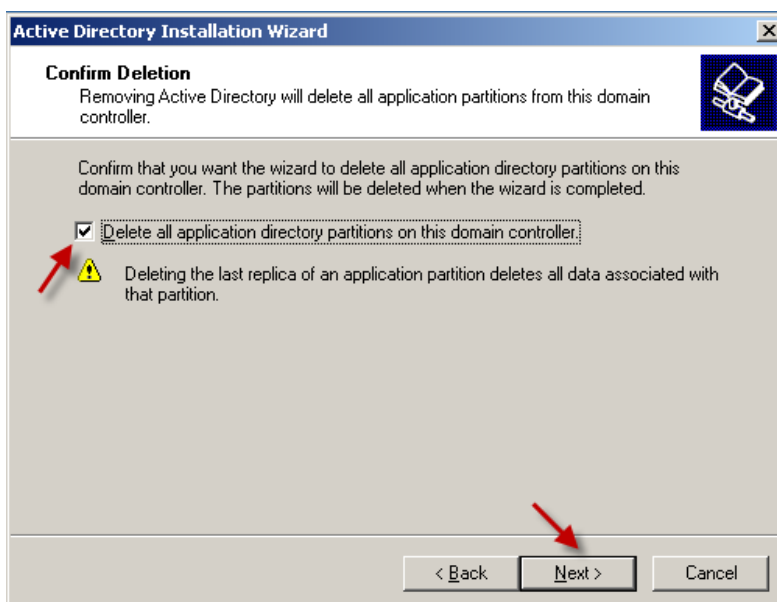 Active Directory Installation Wizard
Confirm Deletion
Removing Active Directory will delete all application partitions from this domain
controller.
Confirm that you want the wizard to delete all application directory partitions on this
domain controller. The partitions will be deleted when the wizard is completed.
Delete all application directory partitions on this domain controller.
Deleting the last replica of an application partition deletes all data associated with
that partition.
< Back Next > Cancel